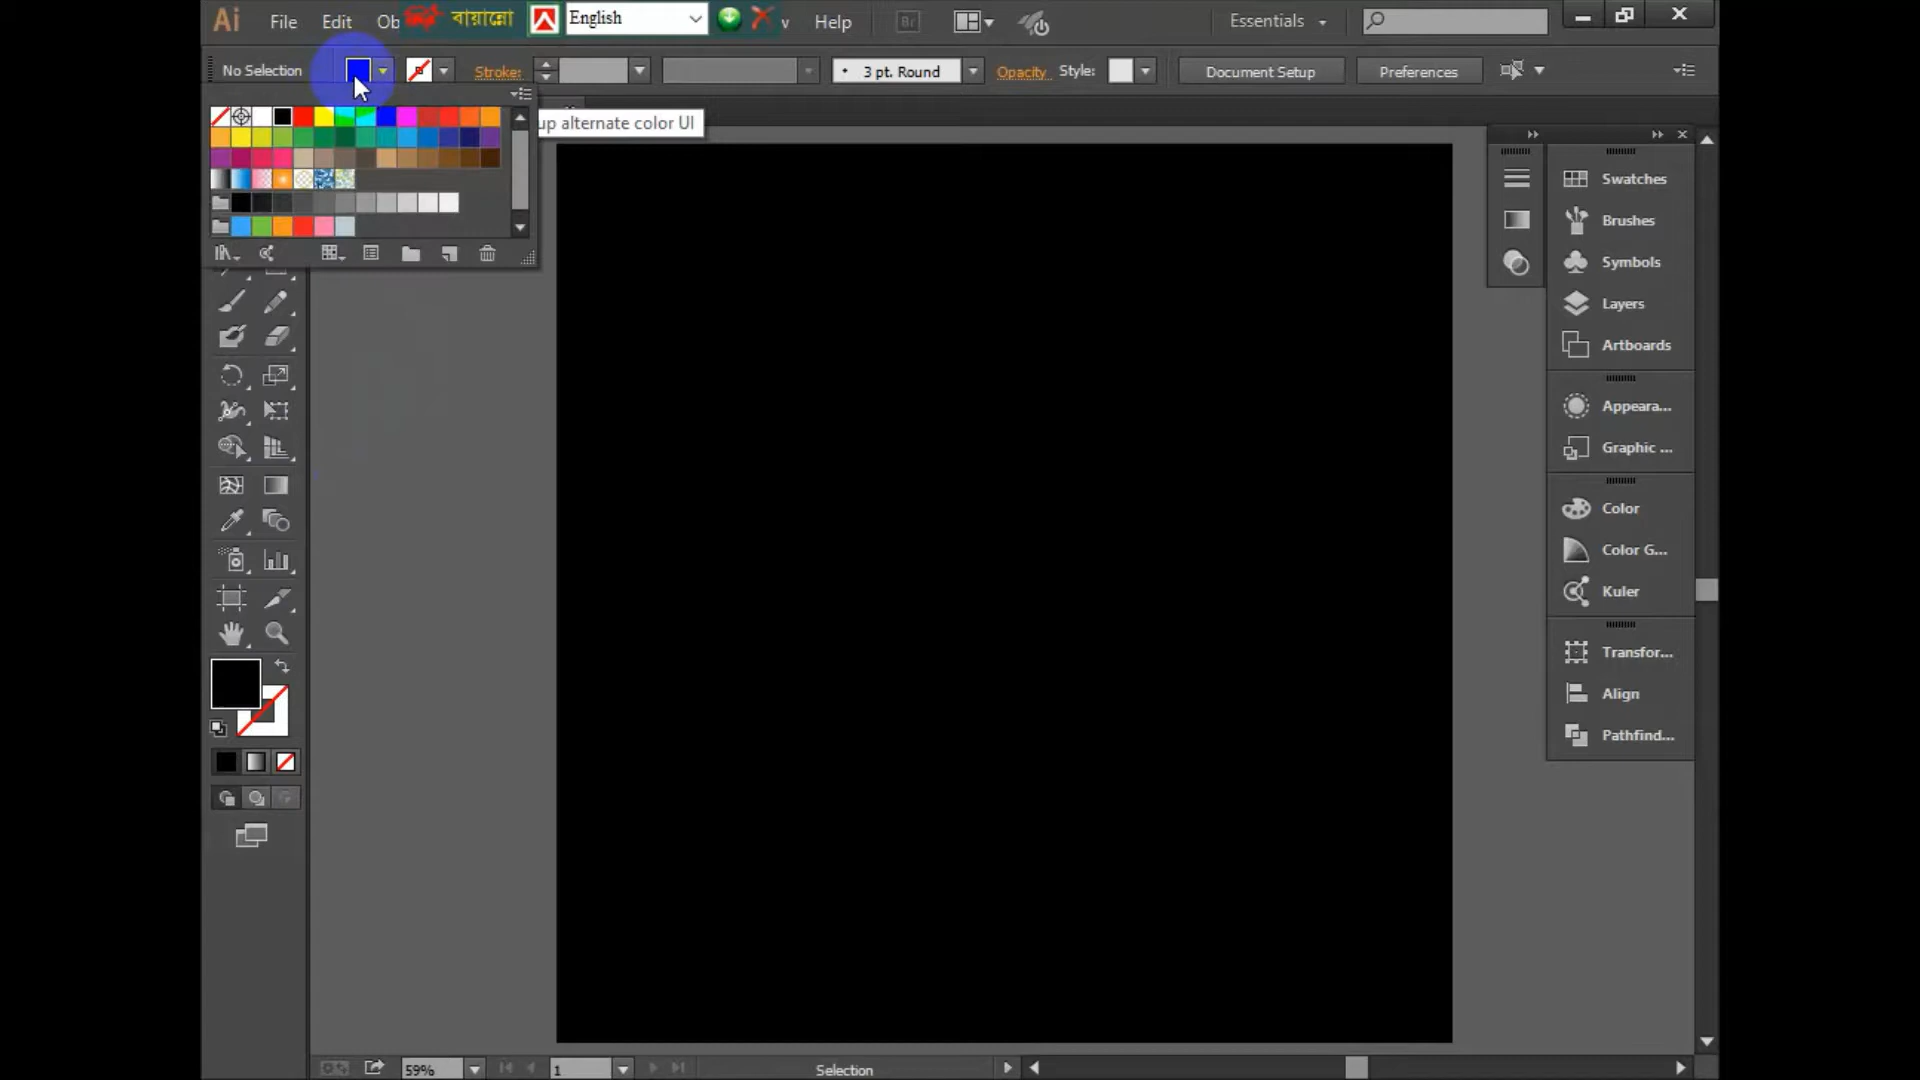 Ai File Edit Ob বায়ান্নো English v Help Br Essentials
No Selection Stroke: 3 pt. Round Opacity Style: Document Setup Preferences
up alternate color UI
Swatches
Brushes
Symbols
Layers
Artboards
Appeara...
Graphic ...
Color
Color G...
Kuler
Transfor...
Align
Pathfind...
59% 1 Selection